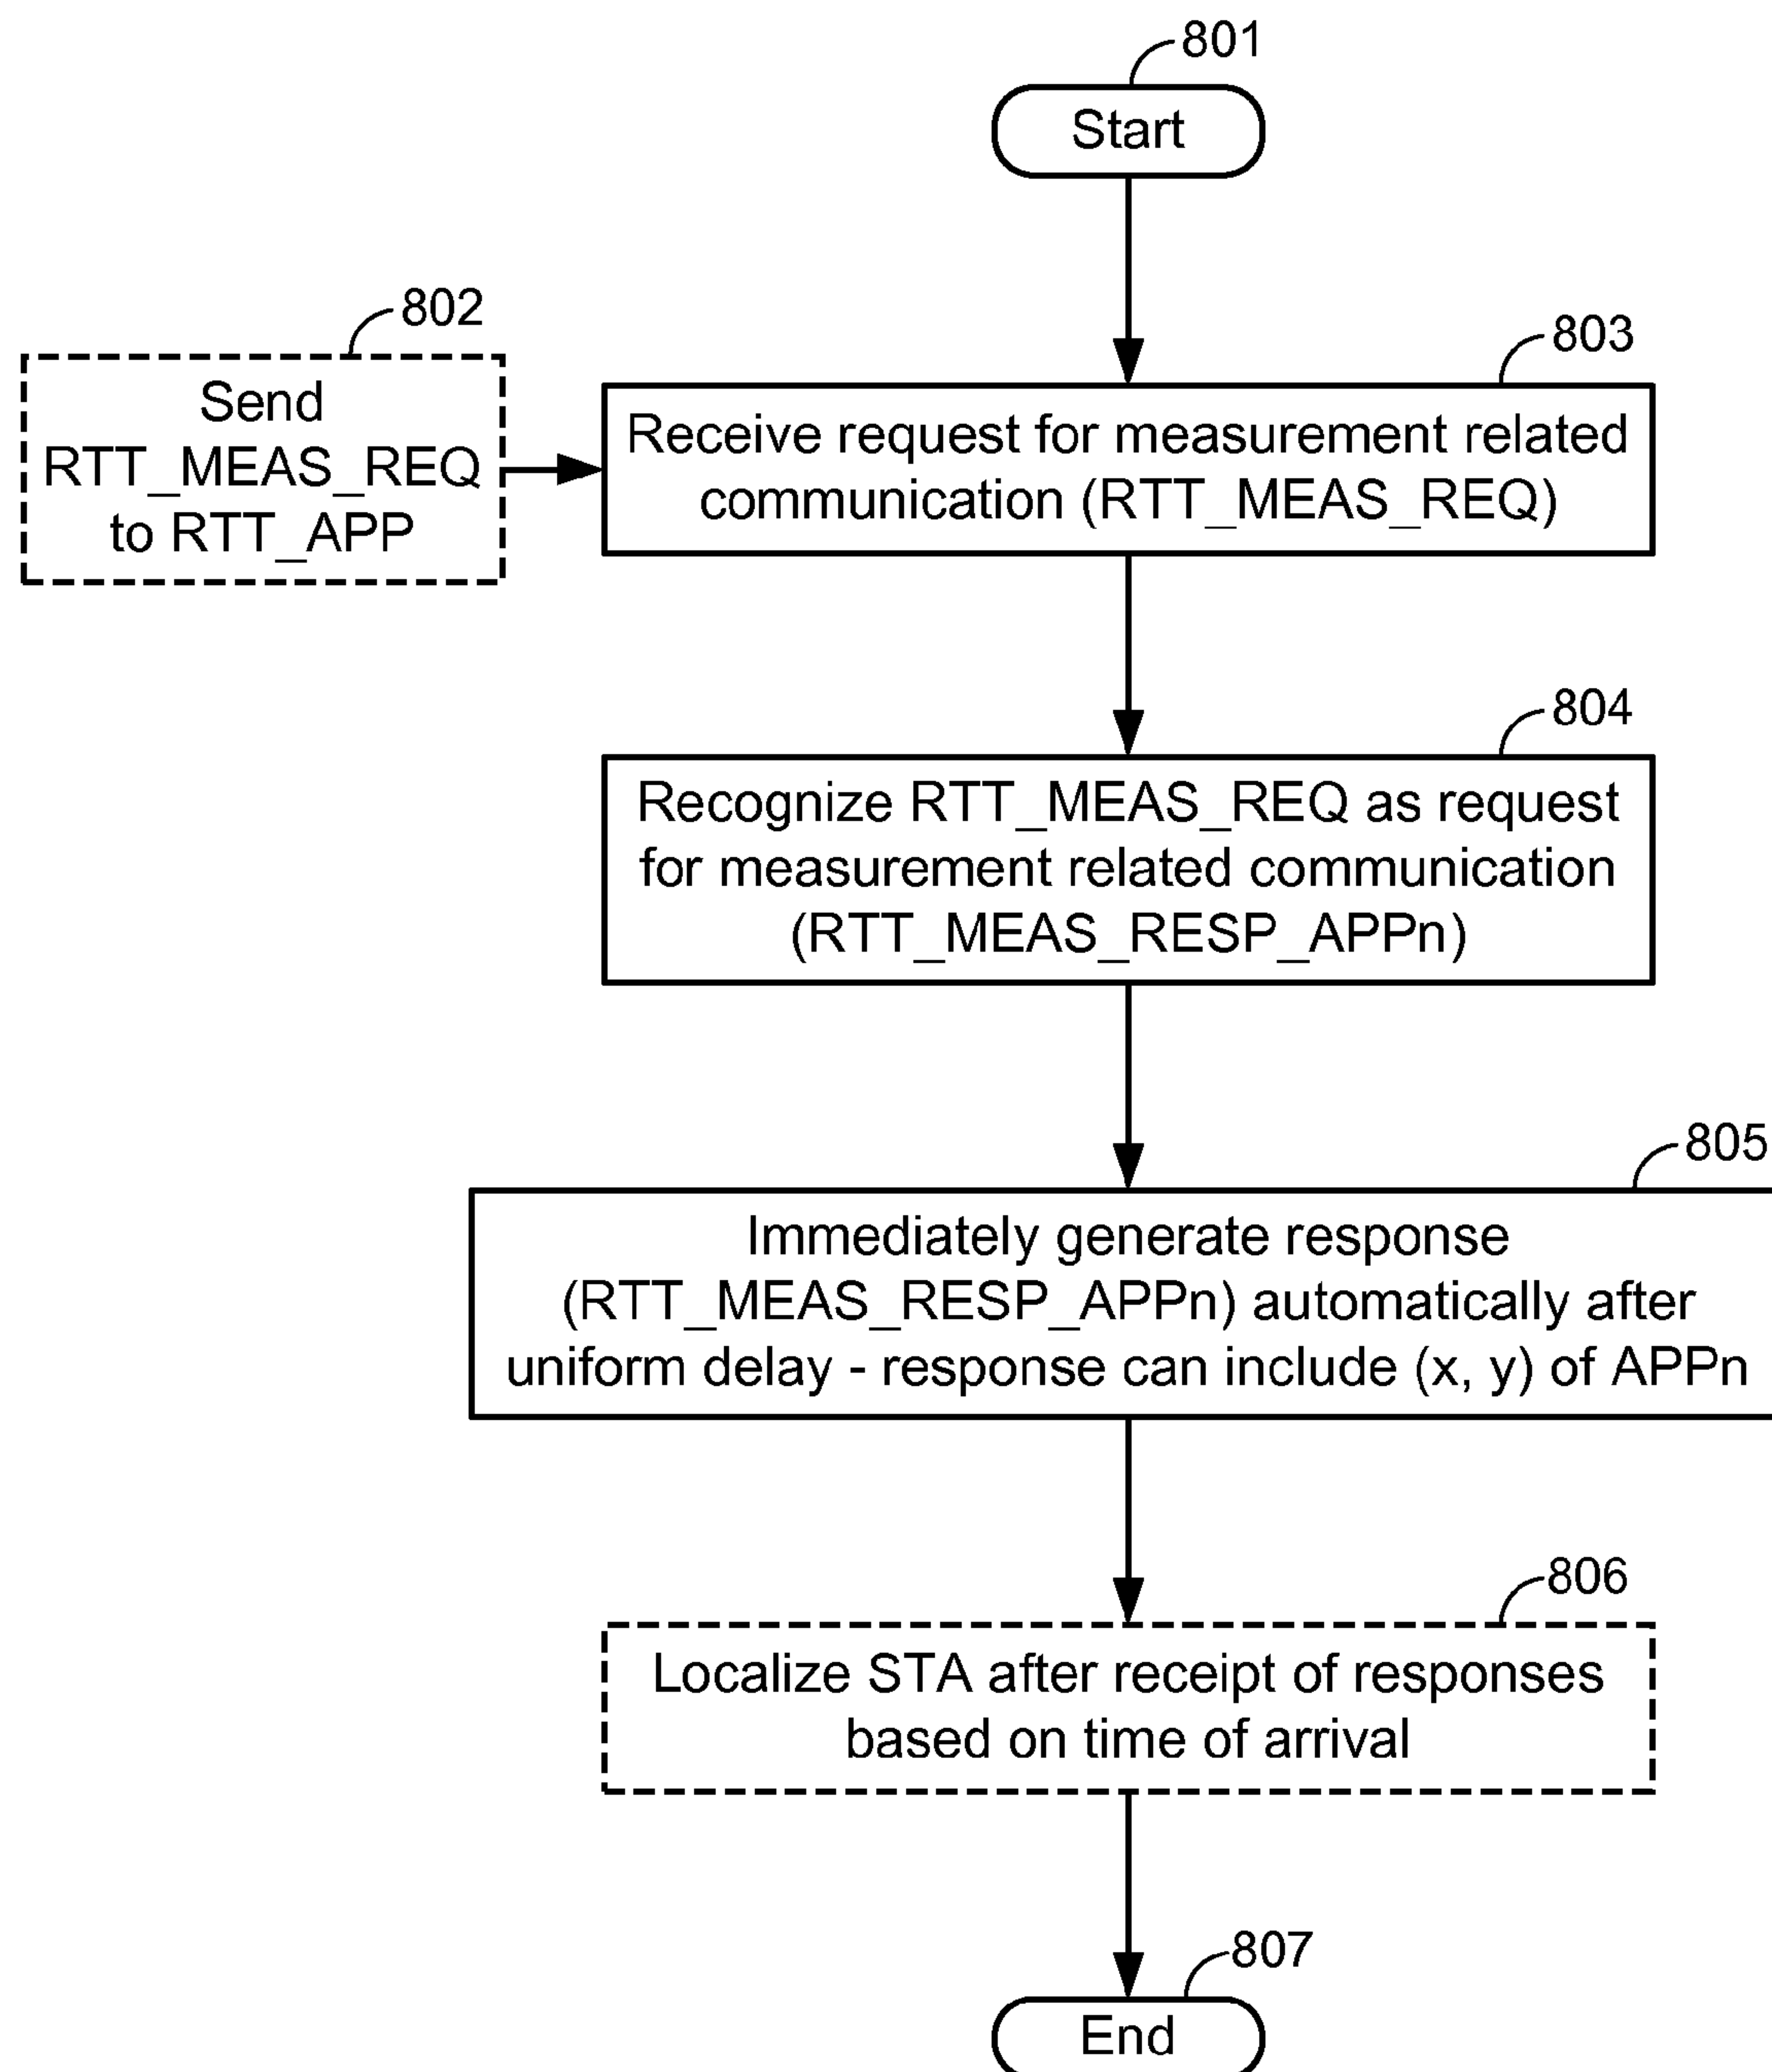 801
Start
802
Send
RTT_MEAS_REQ
to RTT_APP
803
Receive request for measurement related
communication (RTT_MEAS_REQ)
804
Recognize RTT_MEAS_REQ as request
for measurement related communication
(RTT_MEAS_RESP_APPn)
805
Immediately generate response
(RTT_MEAS_RESP_APPn) automatically after
uniform delay - response can include (x, y) of APPn
806
Localize STA after receipt of responses
based on time of arrival
807
End